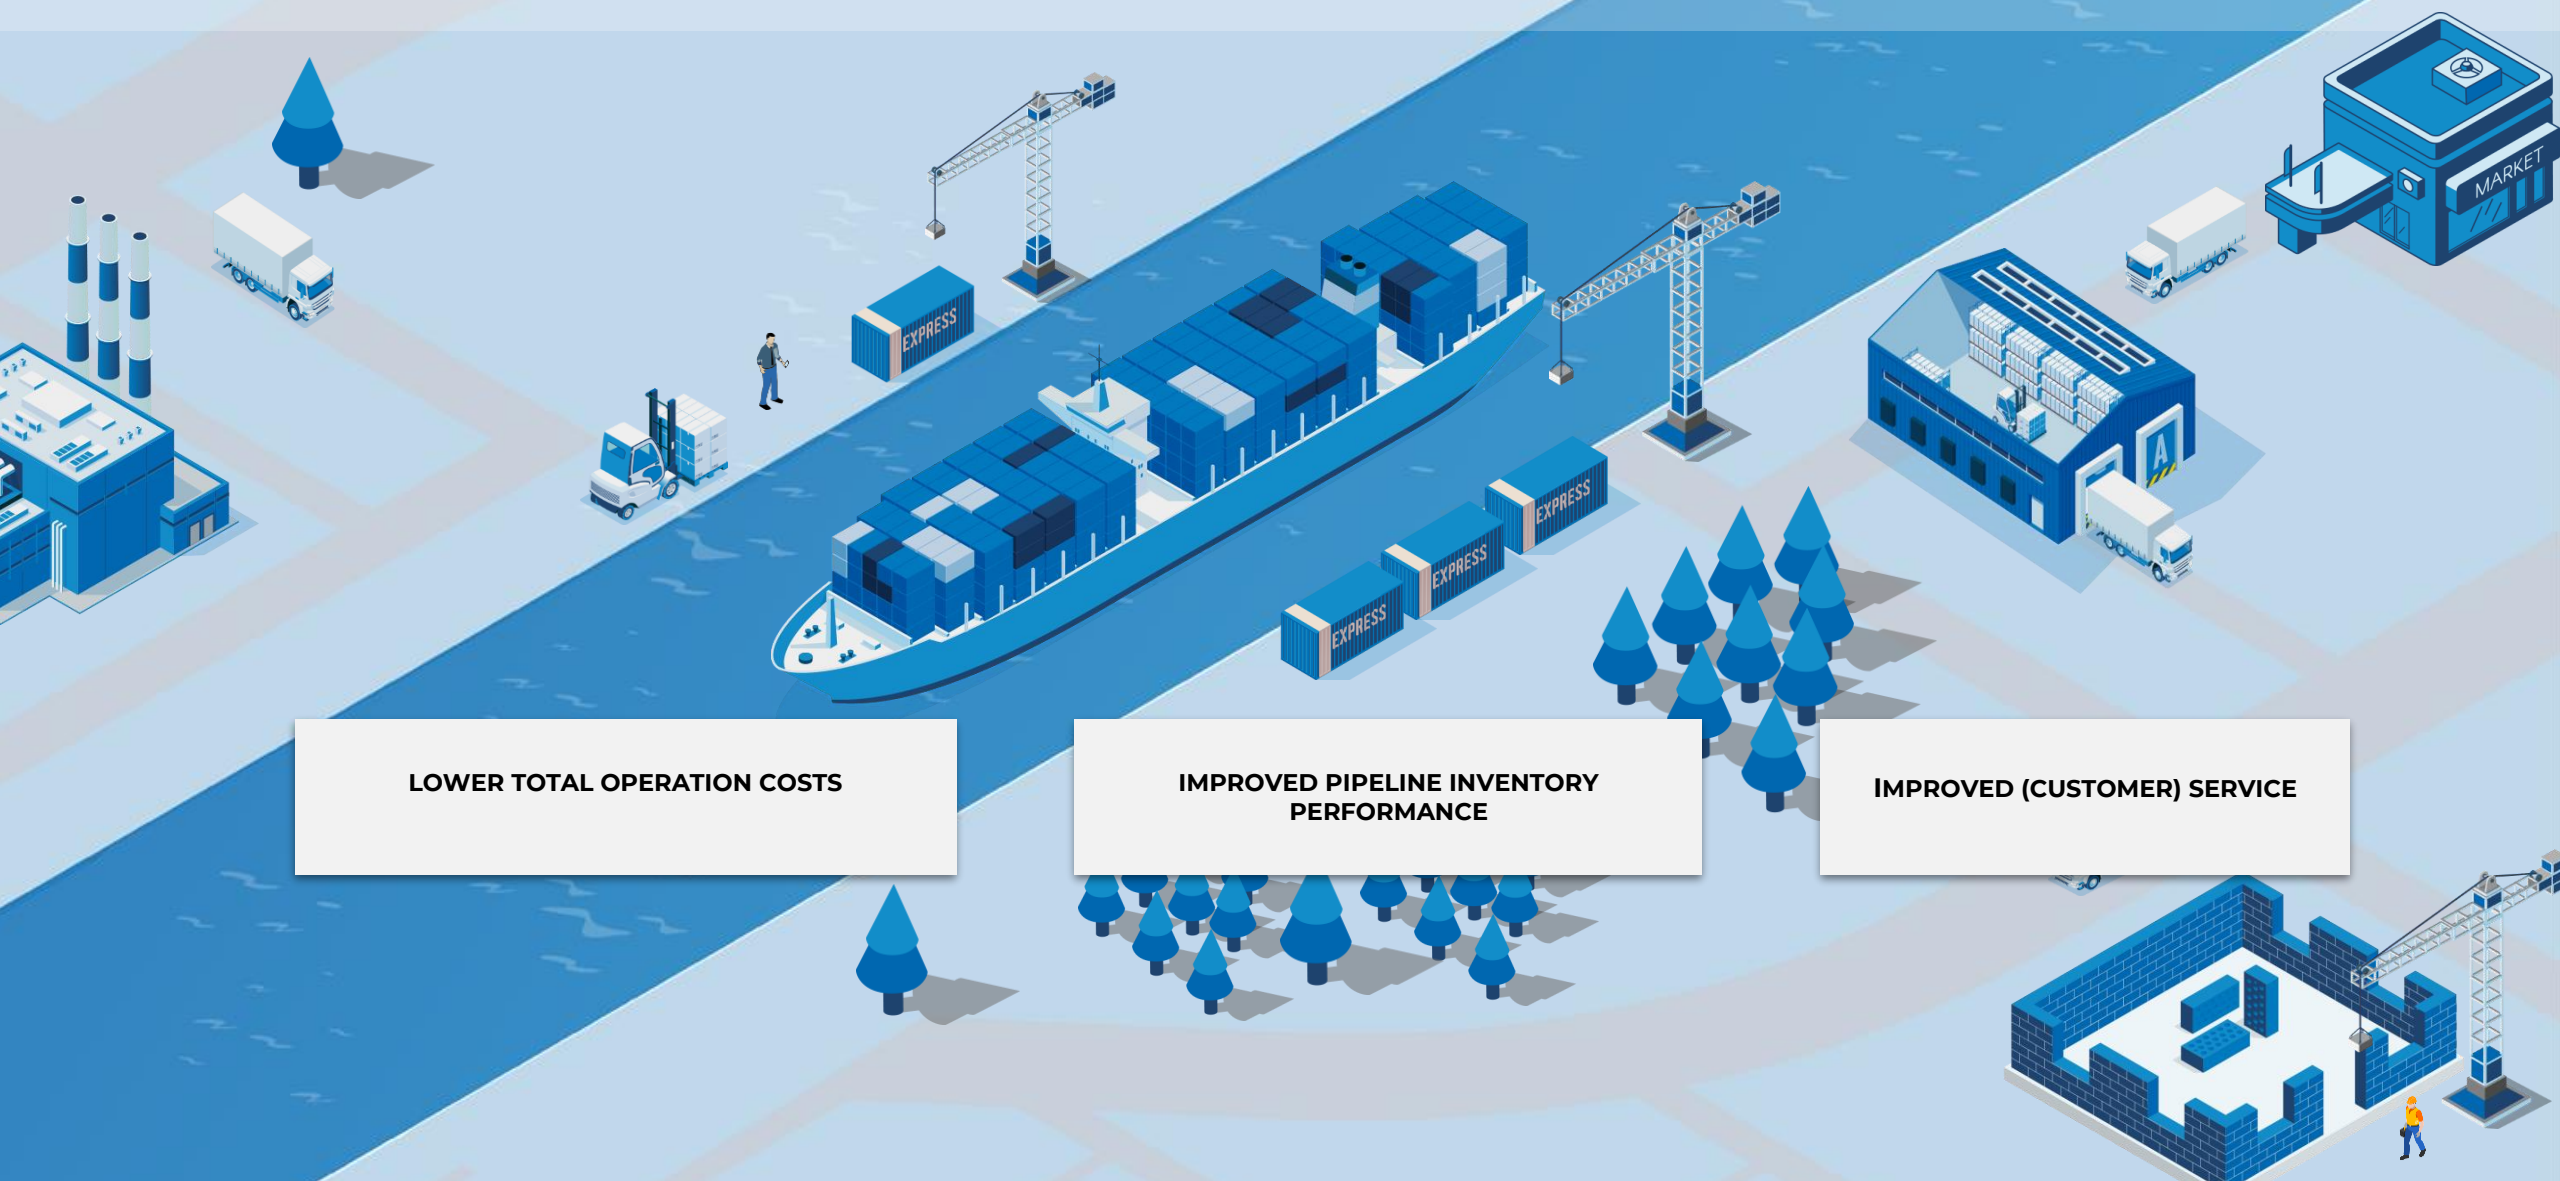 MARKET
EXPRESS
A
EXPRESS
EXPRESS
EXPRESS
LOWER TOTAL OPERATION COSTS
IMPROVED PIPELINE INVENTORY
PERFORMANCE
IMPROVED (CUSTOMER) SERVICE